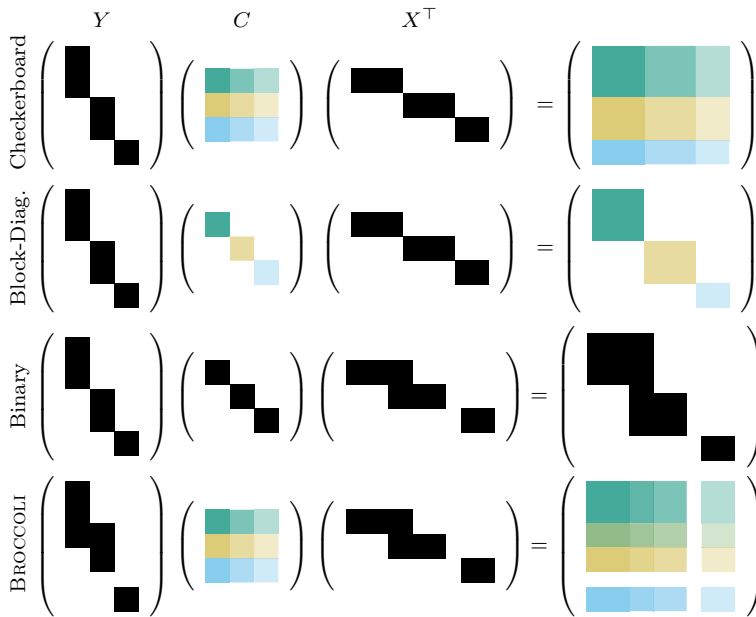 Y C X⊤
Checkerboard =
Block-Diag. =
Binary =
BROCCOLI =